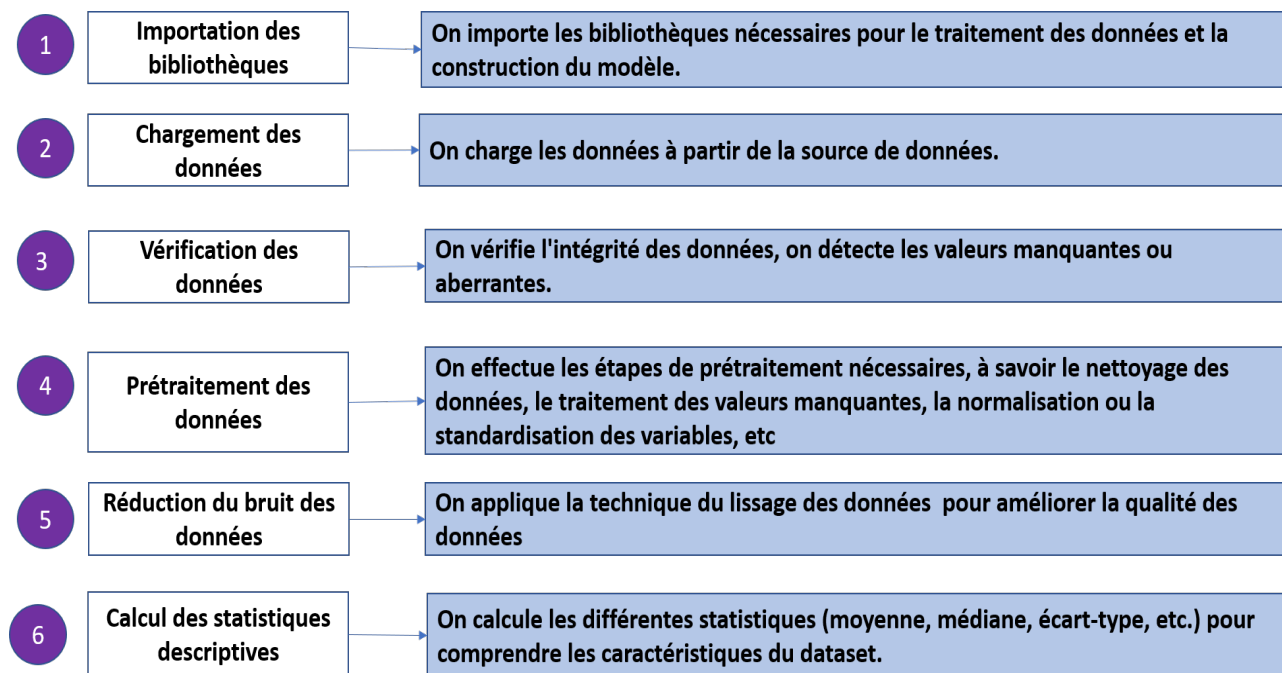 1
Importation des
bibliothèques
On importe les bibliothèques nécessaires pour le traitement des données et la
construction du modèle.
2
Chargement des
données
On charge les données à partir de la source de données.
3
Vérification des
données
On vérifie l'intégrité des données, on détecte les valeurs manquantes ou
aberrantes.
4
Prétraitement des
données
On effectue les étapes de prétraitement nécessaires, à savoir le nettoyage des
données, le traitement des valeurs manquantes, la normalisation ou la
standardisation des variables, etc
5
Réduction du bruit des
données
On applique la technique du lissage des données pour améliorer la qualité des
données
6
Calcul des statistiques
descriptives
On calcule les différentes statistiques (moyenne, médiane, écart-type, etc.) pour
comprendre les caractéristiques du dataset.